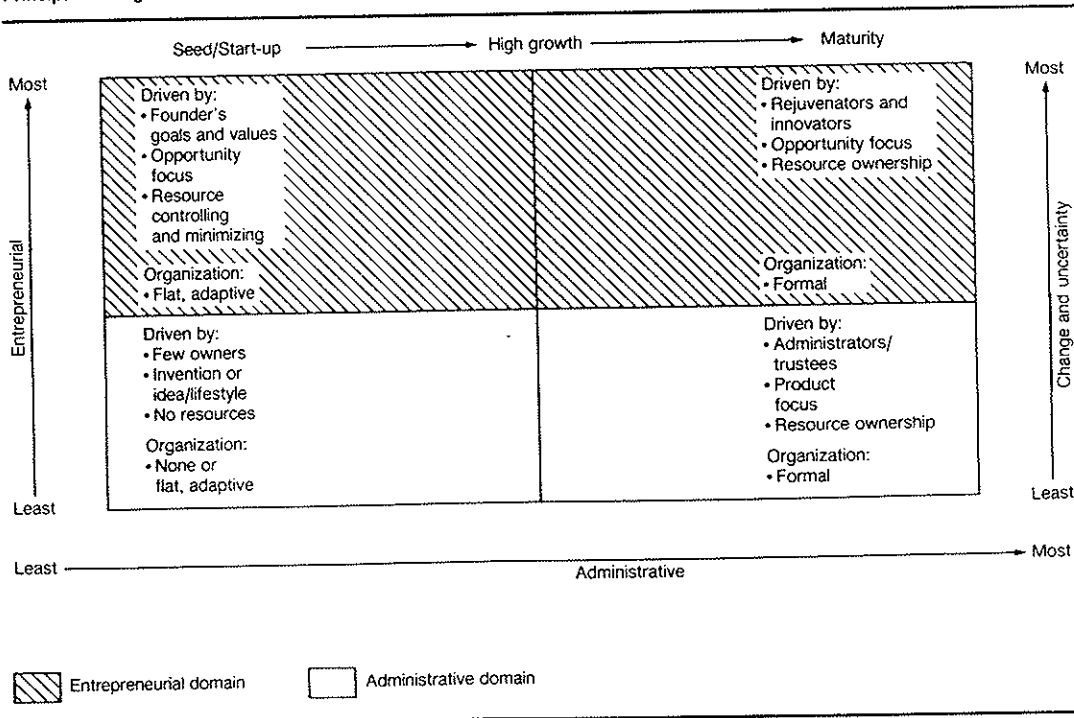 Seed/Start-up High growth Maturity
Most
Most
Driven by:
• Founder's
goals and values
• Opportunity
focus
• Resource
controlling
and minimizing
Organization:
• Flat, adaptive
Driven by:
• Rejuvenators and
innovators
• Opportunity focus
• Resource ownership
Organization:
• Formal
Entrepreneurial
Change and uncertainty
Driven by:
• Few owners
• Invention or
idea/lifestyle
• No resources
Organization:
• None or
flat, adaptive
Driven by:
• Administrators/
trustees
• Product
focus
• Resource ownership
Organization:
• Formal
Least
Least
Least
Most
Administrative
Entrepreneurial domain
Administrative domain